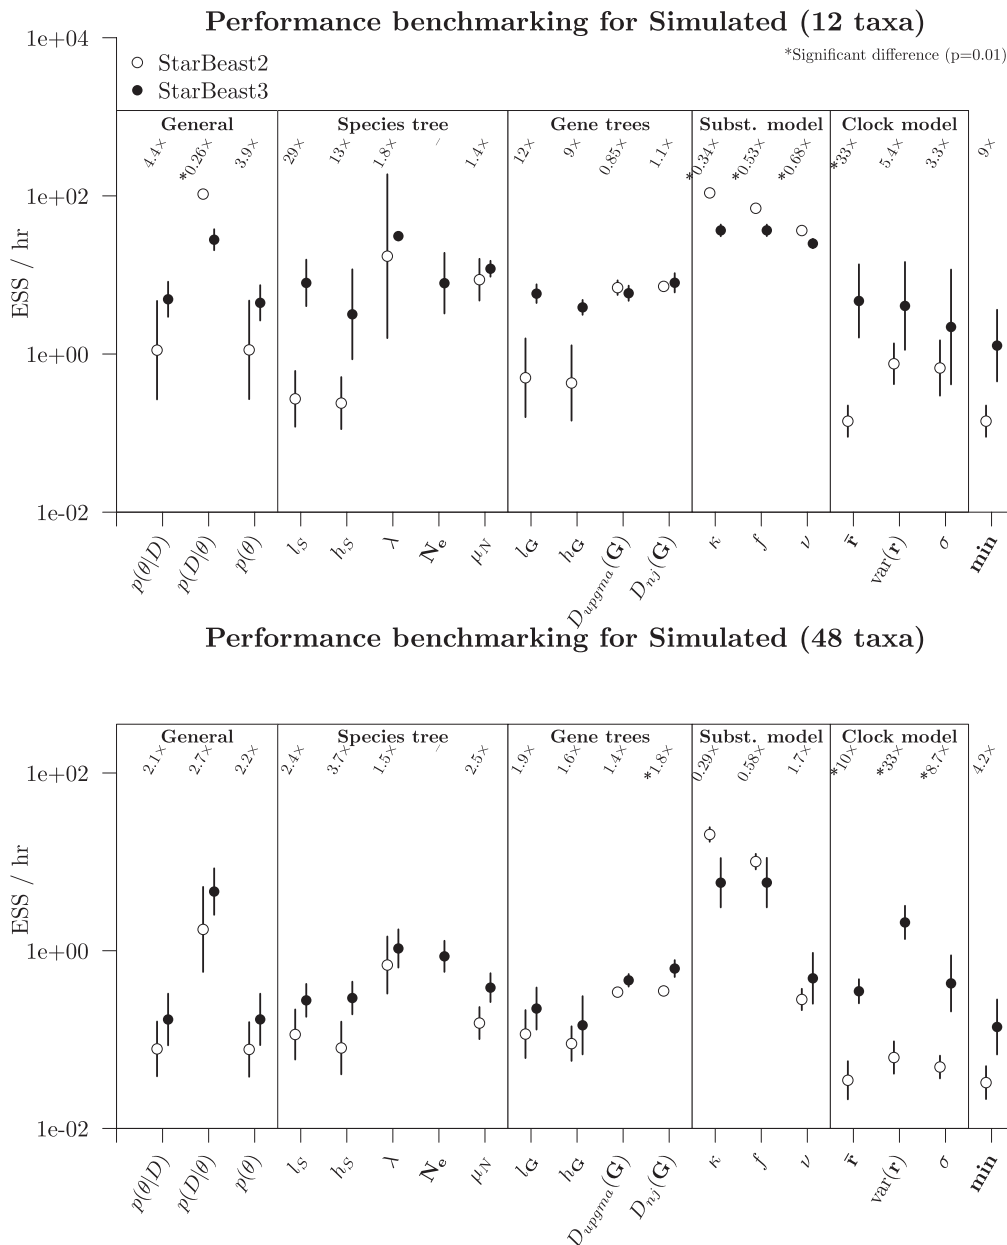 Performance benchmarking for Simulated (12 taxa)
*Significant difference (p=0.01)
StarBeast2
StarBeast3
General Species tree Gene trees Subst. model Clock model
4.4× *0.26× 3.9× 29× 13× 1.8× – 1.4× 12× 9× 0.85× 1.1× *0.34× *0.53× *0.68× *33× 5.4× 3.3× 9×
ESS / hr
1e+04
1e+02
1e+00
1e-02
p(θ|D) p(D|θ) p(θ) l_S h_S λ N_e μ_N l_G h_G D_upgma(G) D_nj(G) κ f ν r̄ var(r) σ min
Performance benchmarking for Simulated (48 taxa)
General Species tree Gene trees Subst. model Clock model
2.1× 2.7× 2.2× 2.4× 3.7× 1.5× – 2.5× 1.9× 1.6× 1.4× *1.8× 0.29× 0.58× 1.7× *10× *33× *8.7× 4.2×
ESS / hr
1e+02
1e+00
1e-02
p(θ|D) p(D|θ) p(θ) l_S h_S λ N_e μ_N l_G h_G D_upgma(G) D_nj(G) κ f ν r̄ var(r) σ min